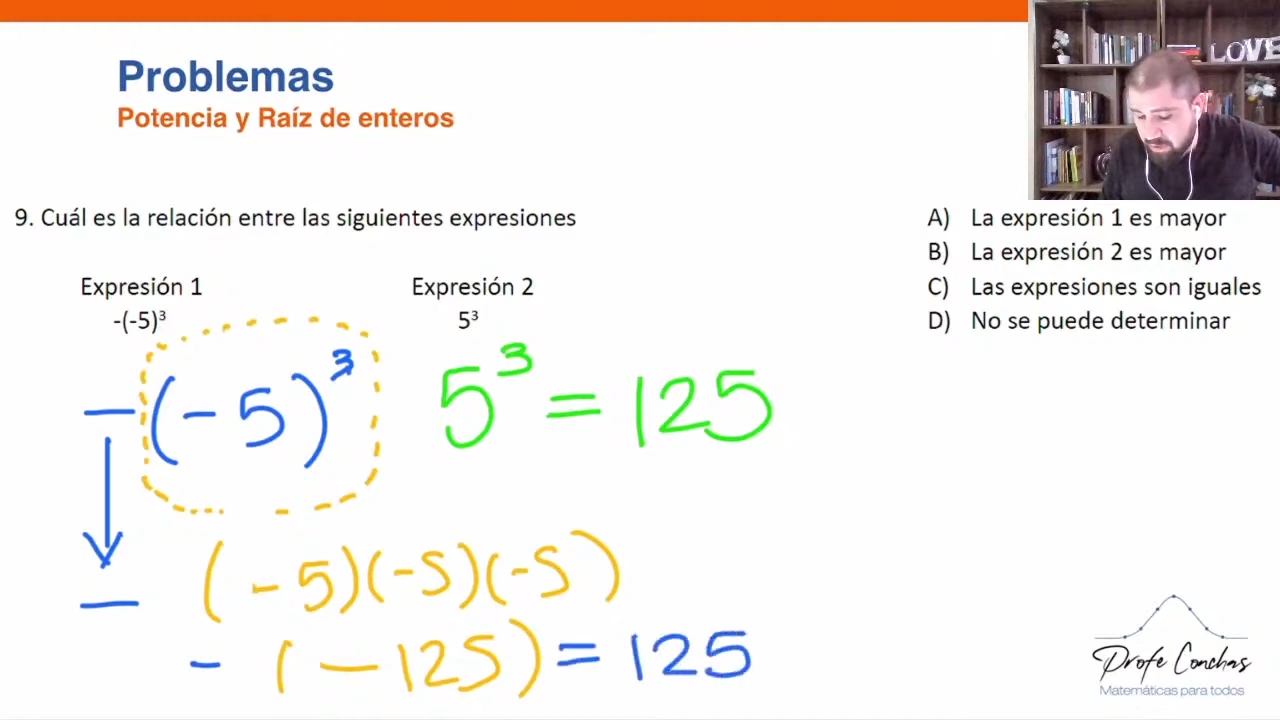 Problemas
Potencia y Raíz de enteros
LOVE
9. Cuál es la relación entre las siguientes expresiones
Expresión 1
-(-5)³
Expresión 2
5³
A) La expresión 1 es mayor
B) La expresión 2 es mayor
C) Las expresiones son iguales
D) No se puede determinar
-(-5)³
5³ = 125
- (-5)(-5)(-5)
- (-125) = 125
Profe Conchas
Matemáticas para todos